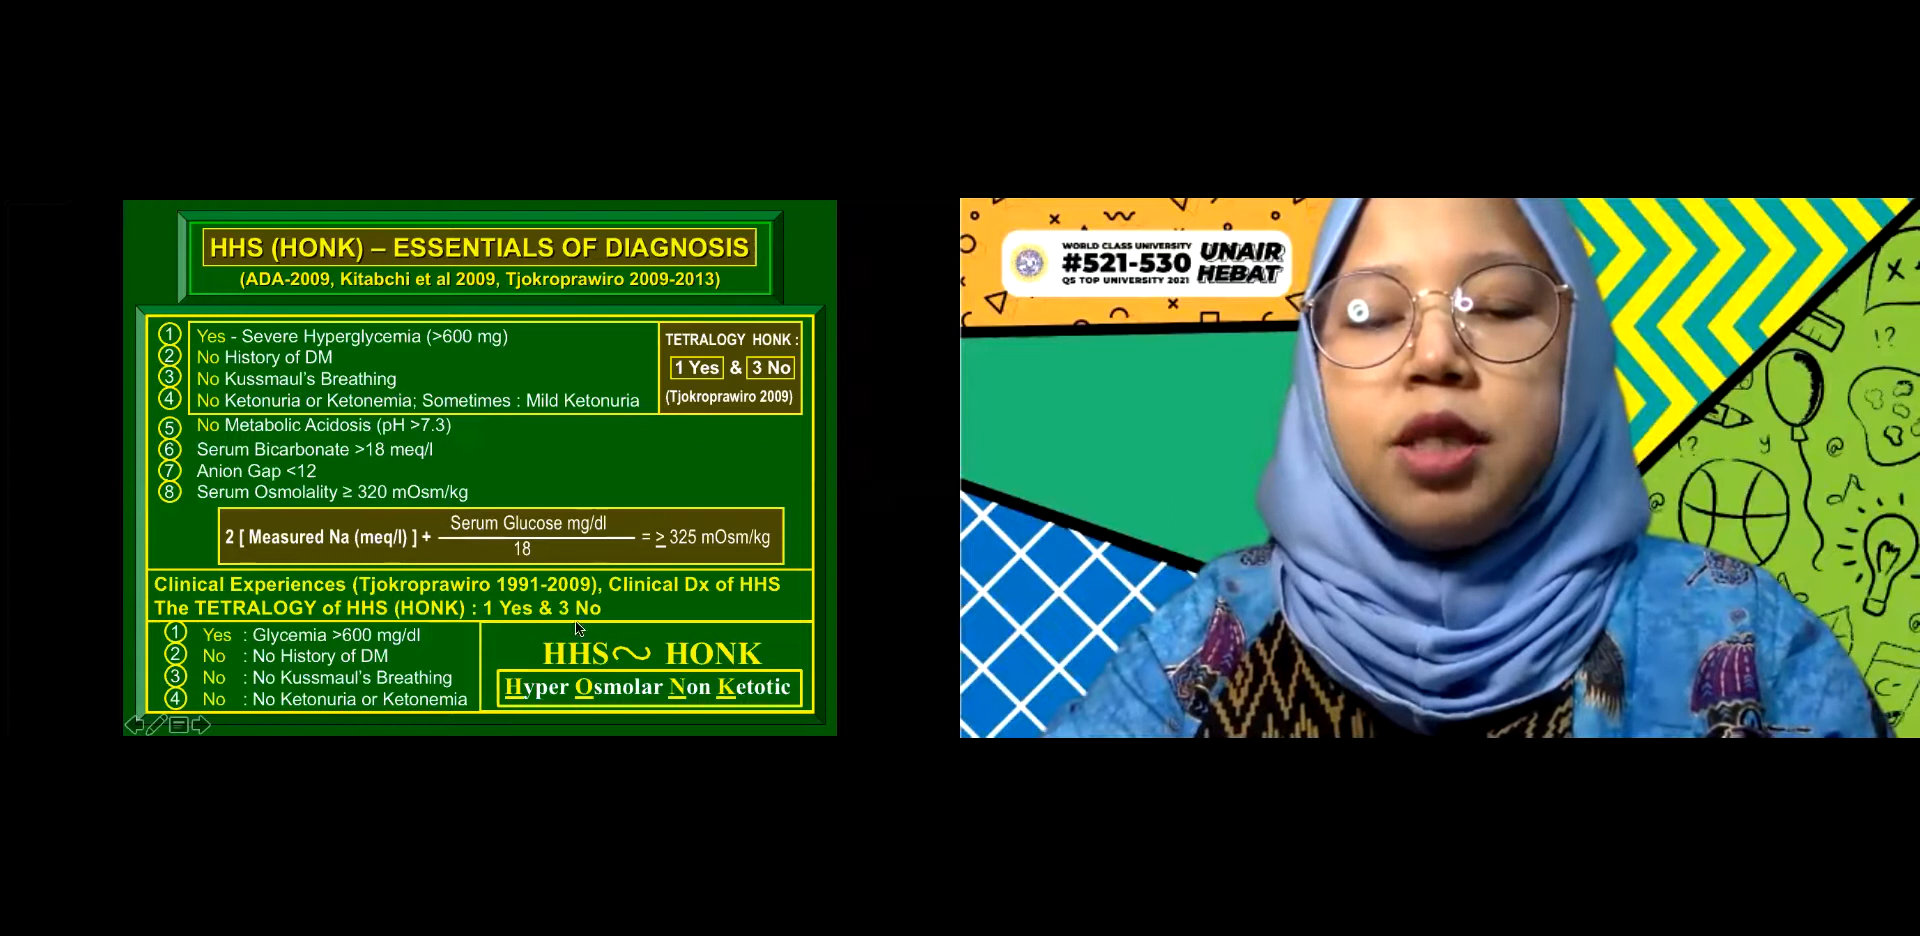 HHS (HONK) – ESSENTIALS OF DIAGNOSIS
(ADA-2009, Kitabchi et al 2009, Tjokroprawiro 2009-2013)
1 Yes - Severe Hyperglycemia (>600 mg)
2 No History of DM
3 No Kussmaul's Breathing
4 No Ketonuria or Ketonemia; Sometimes : Mild Ketonuria
TETRALOGY HONK :
1 Yes & 3 No
(Tjokroprawiro 2009)
5 No Metabolic Acidosis (pH >7.3)
6 Serum Bicarbonate >18 meq/l
7 Anion Gap <12
8 Serum Osmolality ≥ 320 mOsm/kg
2 [ Measured Na (meq/l) ] + Serum Glucose mg/dl / 18 = ≥ 325 mOsm/kg
Clinical Experiences (Tjokroprawiro 1991-2009), Clinical Dx of HHS
The TETRALOGY of HHS (HONK) : 1 Yes & 3 No
1 Yes : Glycemia >600 mg/dl
2 No : No History of DM
3 No : No Kussmaul's Breathing
4 No : No Ketonuria or Ketonemia
HHS ~ HONK
Hyper Osmolar Non Ketotic
WORLD CLASS UNIVERSITY
#521-530
QS TOP UNIVERSITY 2021
UNAIR
HEBAT